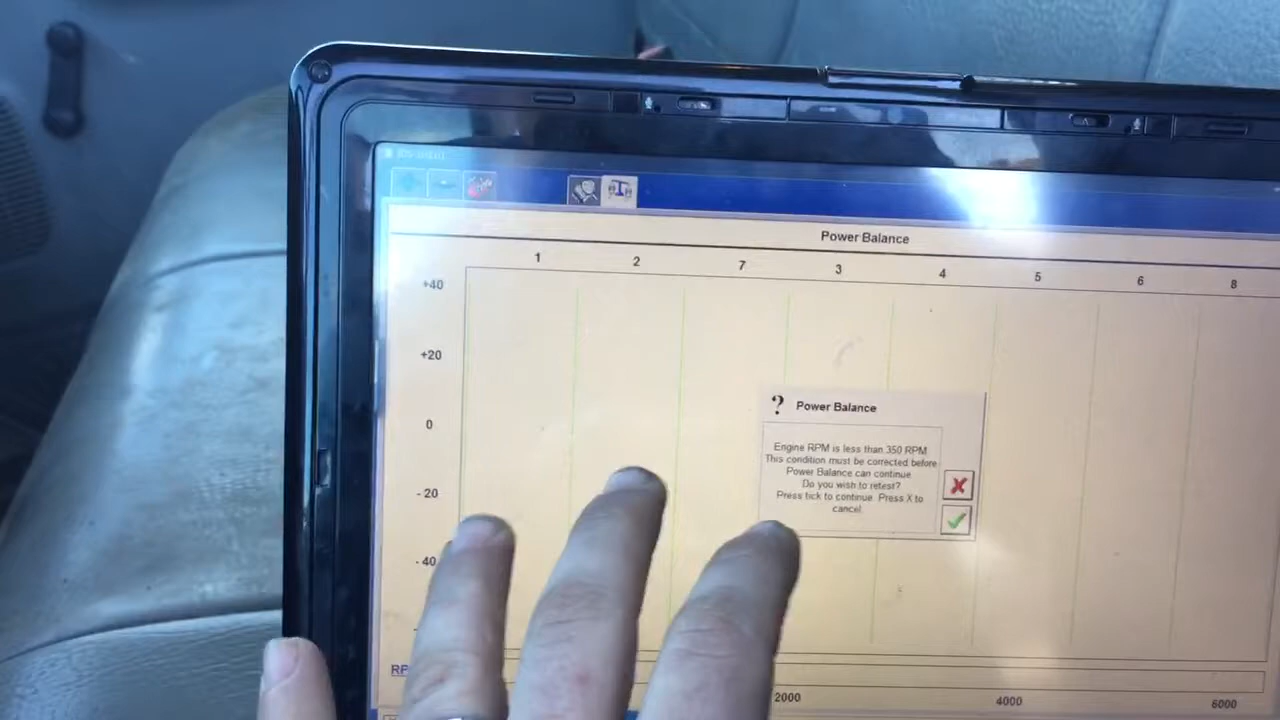 Power Balance
1 2 7 3 4 5 6 8
+40
+20
0
- 20
- 40
? Power Balance
Engine RPM is less than 350 RPM
This condition must be corrected before
Power Balance can continue
Do you wish to retest?
Press tick to continue Press X to
cancel.
RP
2000 4000 6000